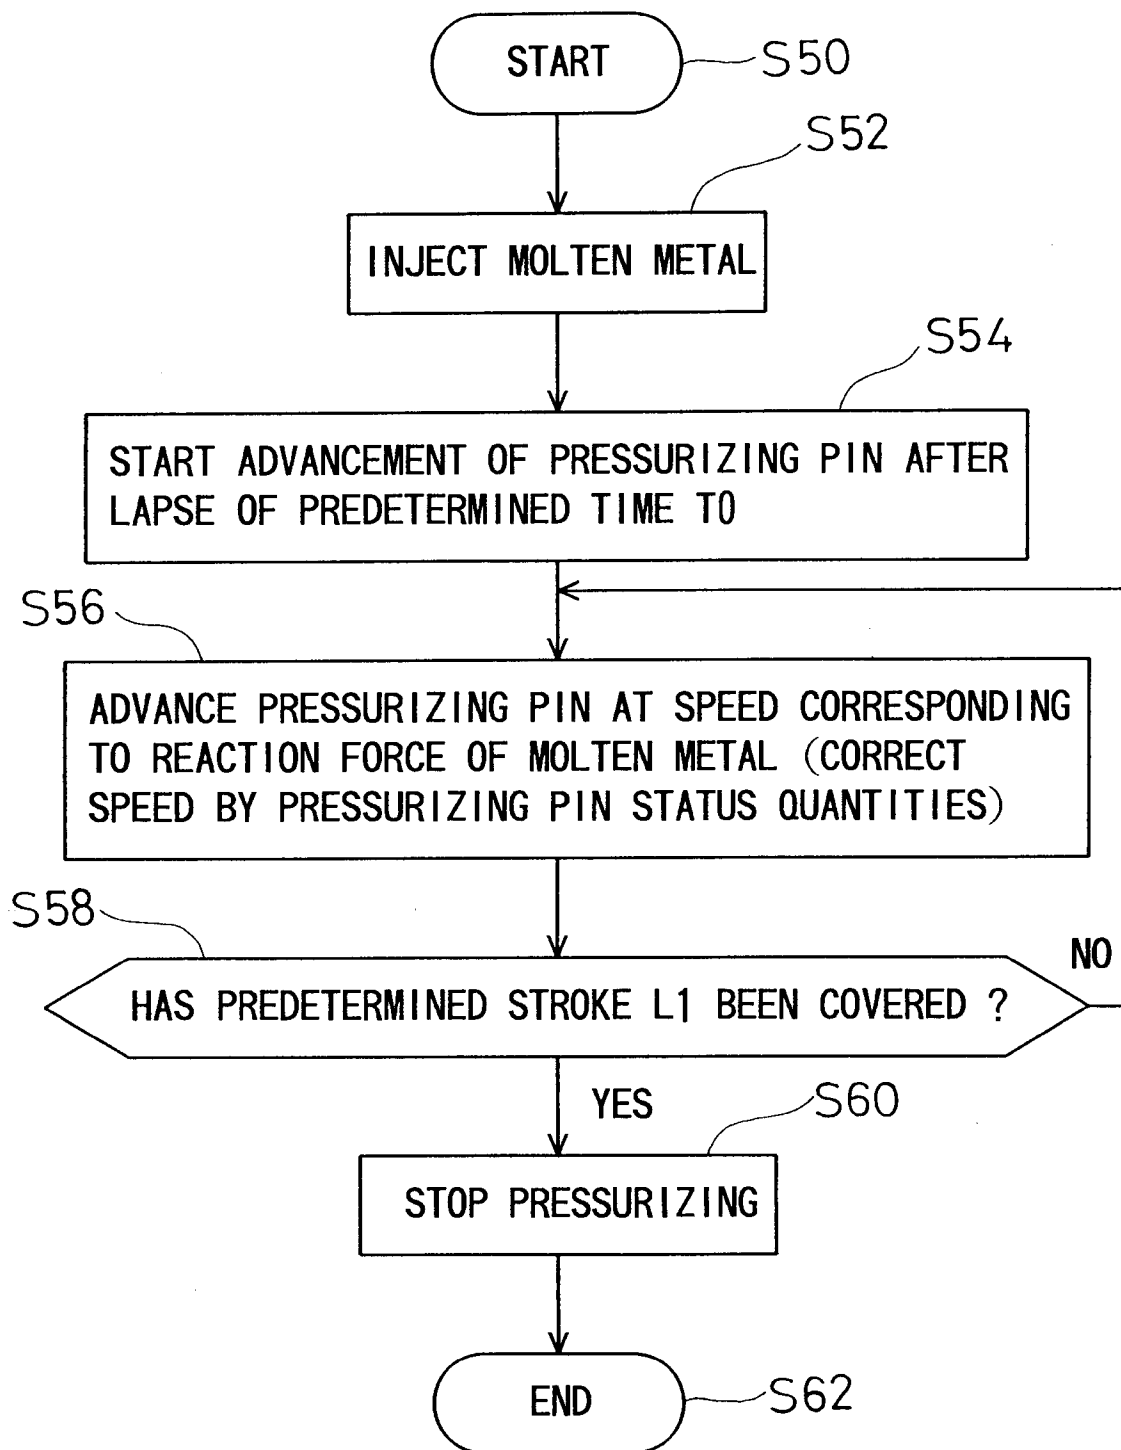 START
S50
S52
INJECT MOLTEN METAL
S54
START ADVANCEMENT OF PRESSURIZING PIN AFTER
LAPSE OF PREDETERMINED TIME T0
S56
ADVANCE PRESSURIZING PIN AT SPEED CORRESPONDING
TO REACTION FORCE OF MOLTEN METAL (CORRECT
SPEED BY PRESSURIZING PIN STATUS QUANTITIES)
S58
NO
HAS PREDETERMINED STROKE L1 BEEN COVERED ?
YES
S60
STOP PRESSURIZING
END
S62